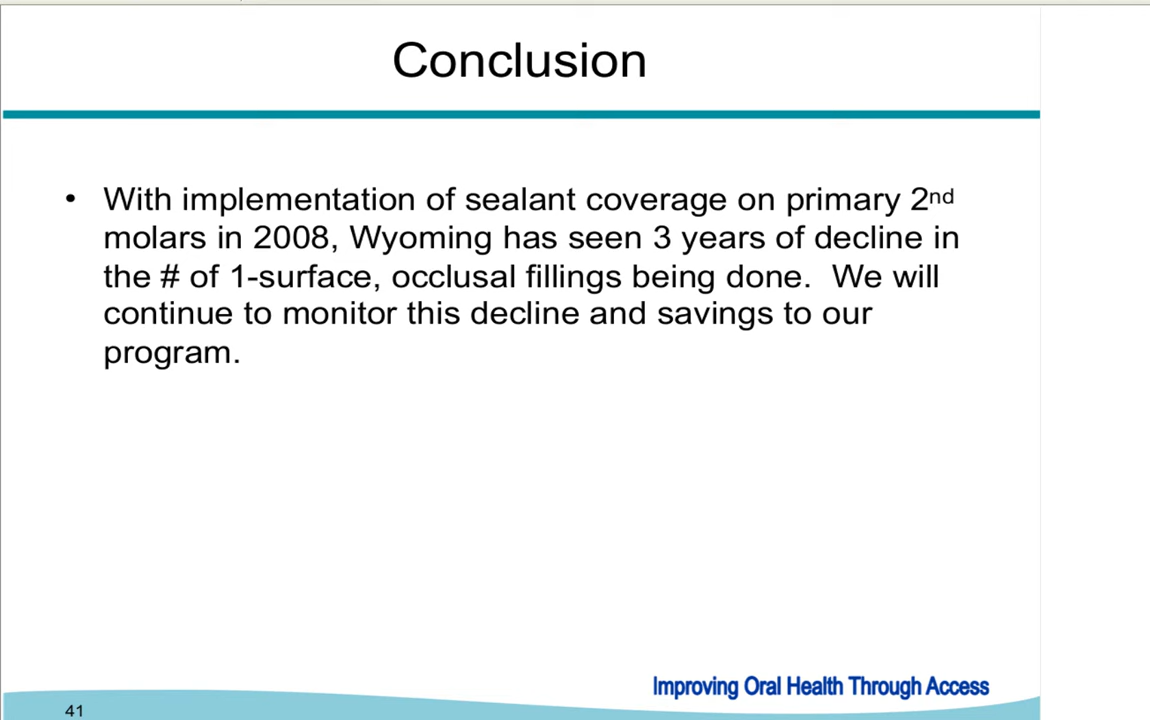 Conclusion
• With implementation of sealant coverage on primary 2nd
molars in 2008, Wyoming has seen 3 years of decline in
the # of 1-surface, occlusal fillings being done.  We will
continue to monitor this decline and savings to our
program.
Improving Oral Health Through Access
41